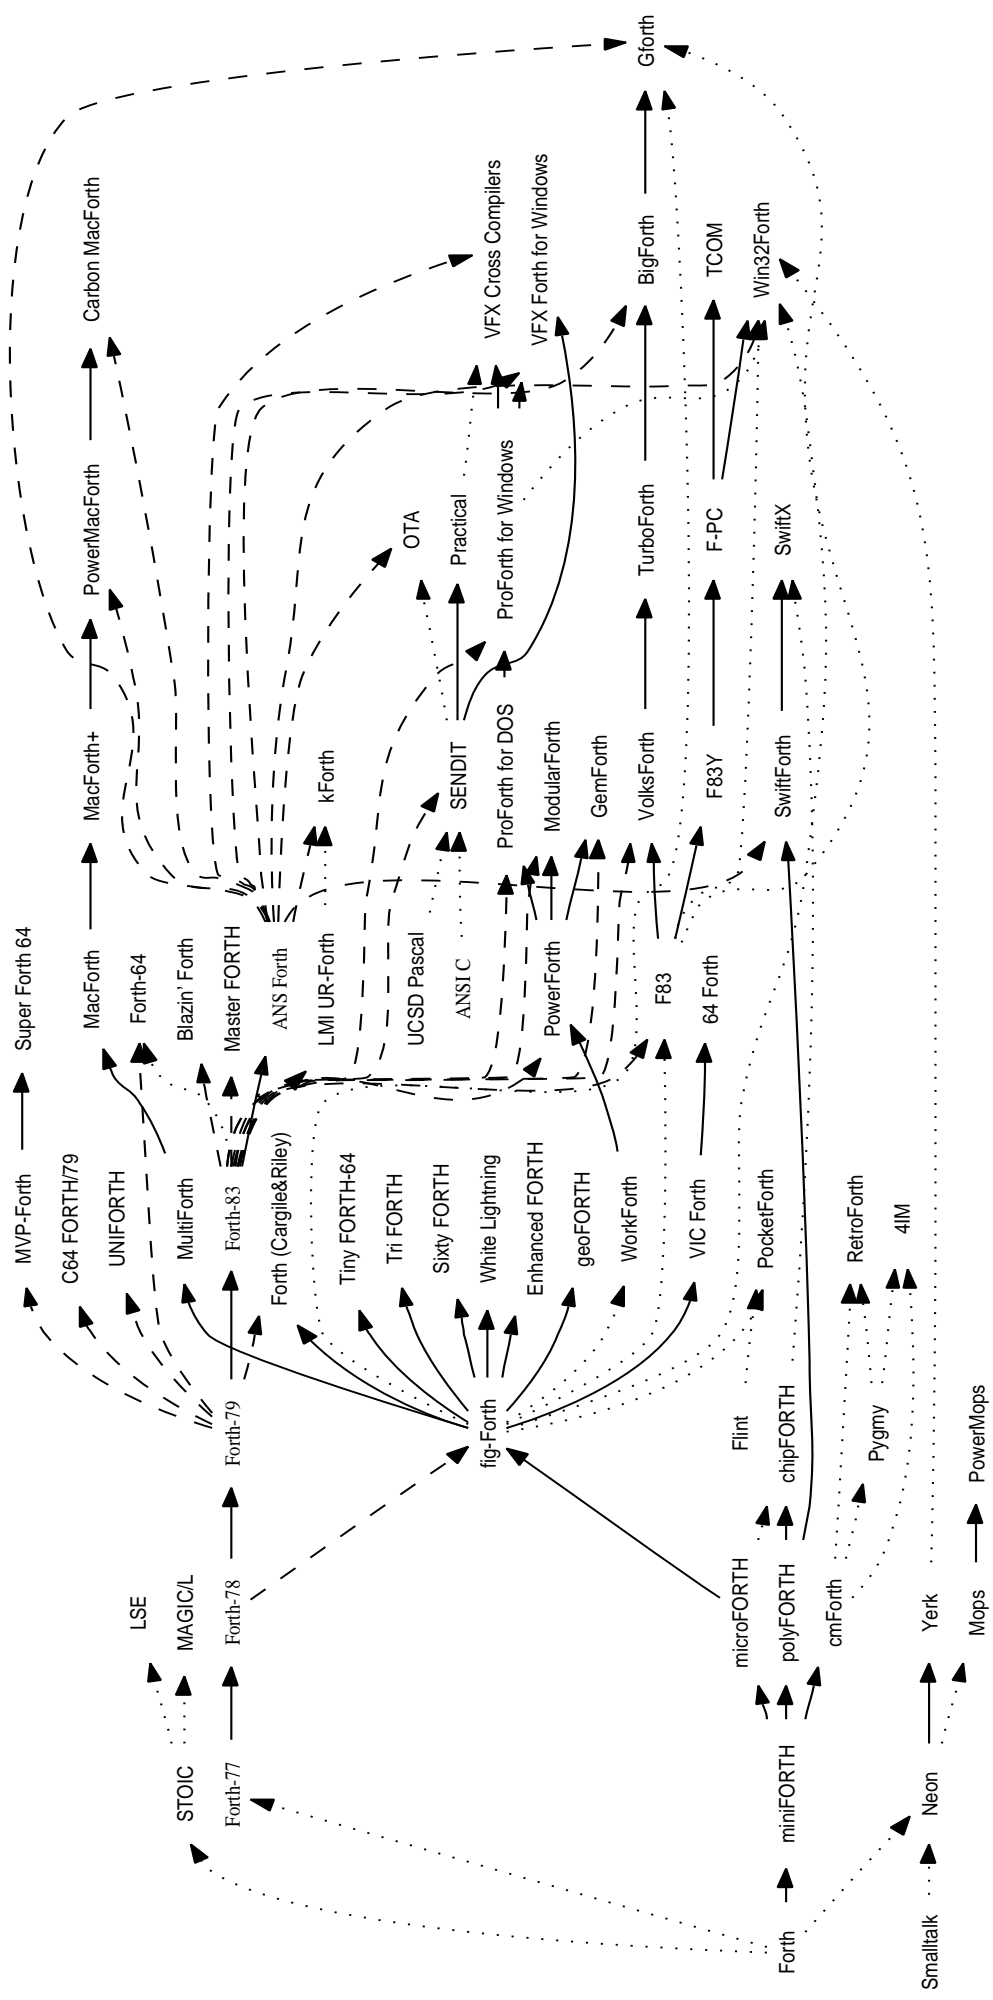 Forth
Smalltalk
STOIC
Forth-77
miniFORTH
Neon
LSE
MAGIC/L
Forth-78
microFORTH
polyFORTH
cmForth
Yerk
Mops
Forth-79
fig-Forth
Flint
chipFORTH
Pygmy
PowerMops
MVP-Forth
C64 FORTH/79
UNIFORTH
MultiForth
Forth-83
Forth (Cargile&Riley)
Tiny FORTH-64
Tri FORTH
Sixty FORTH
White Lightning
Enhanced FORTH
geoFORTH
WorkForth
VIC Forth
PocketForth
RetroForth
4IM
Super Forth 64
MacForth
Forth-64
Blazin' Forth
Master FORTH
ANS Forth
LMI UR-Forth
UCSD Pascal
ANSI C
PowerForth
F83
64 Forth
MacForth+
kForth
SENDIT
ProForth for DOS
ModularForth
GemForth
VolksForth
F83Y
SwiftForth
PowerMacForth
OTA
Practical
ProForth for Windows
TurboForth
F-PC
SwiftX
Carbon MacForth
VFX Cross Compilers
VFX Forth for Windows
BigForth
TCOM
Win32Forth
Gforth